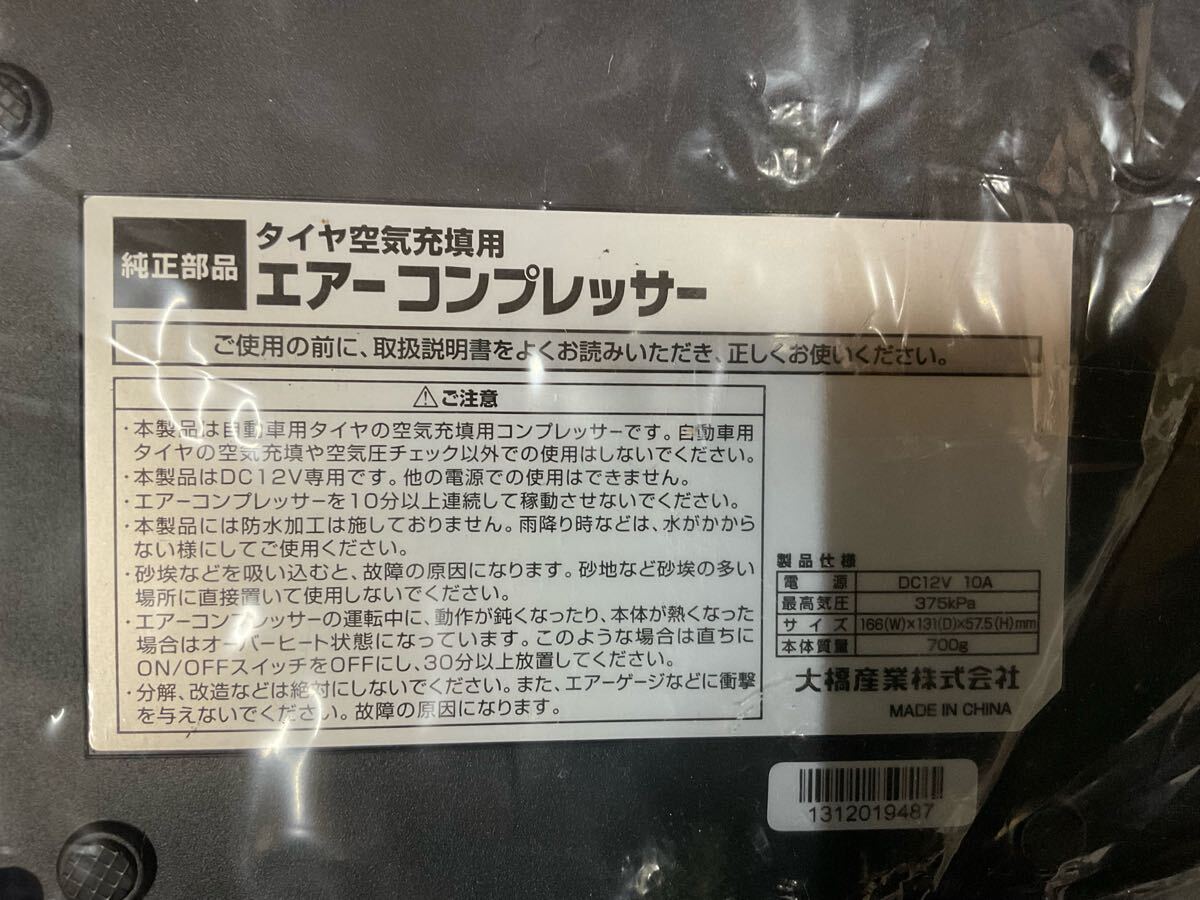 純正部品
タイヤ空気充填用
エアーコンプレッサー
ご使用の前に、取扱説明書をよくお読みいただき、正しくお使いください。
⚠ご注意
・本製品は自動車用タイヤの空気充填用コンプレッサーです。自動車用
タイヤの空気充填や空気圧チェック以外での使用はしないでください。
・本製品はDC12V専用です。他の電源での使用はできません。
・エアーコンプレッサーを10分以上連続して稼動させないでください。
・本製品には防水加工は施しておりません。雨降り時などは、水がかから
ない様にしてご使用ください。
・砂埃などを吸い込むと、故障の原因になります。砂地など砂埃の多い
場所に直接置いて使用しないでください。
・エアーコンプレッサーの運転中に、動作が鈍くなったり、本体が熱くなった
場合はオーバーヒート状態になっています。このような場合は直ちに
ON/OFFスイッチをOFFにし、30分以上放置してください。
・分解、改造などは絶対にしないでください。また、エアーゲージなどに衝撃
を与えないでください。故障の原因になります。
製品仕様
電源 DC12V 10A
最高気圧 375kPa
サイズ 166(W)×131(D)×57.5(H)mm
本体質量 700g
大橋産業株式会社
MADE IN CHINA
1312019487